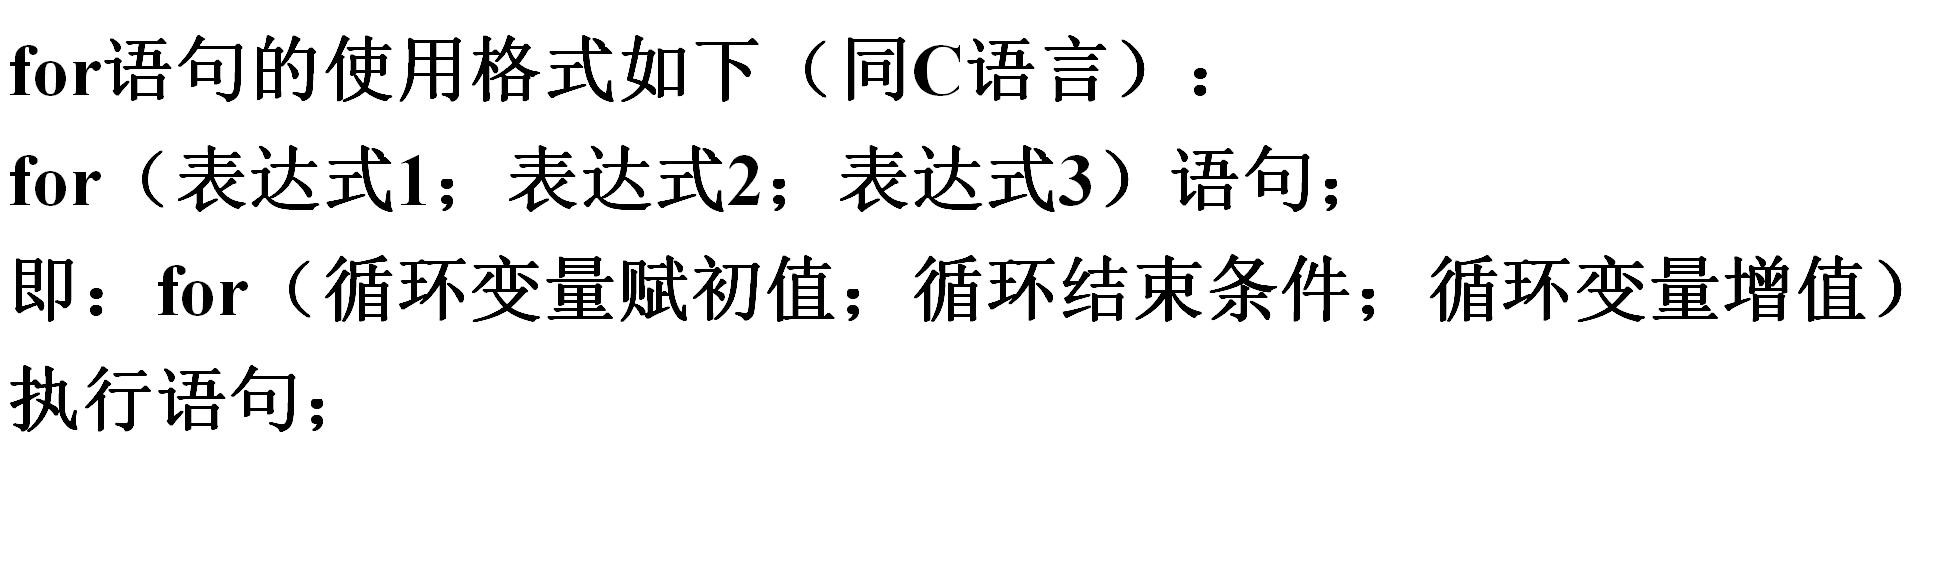 for语句的使用格式如下（同C语言）：
for（表达式1；表达式2；表达式3）语句；
即：for（循环变量赋初值；循环结束条件；循环变量增值）
执行语句；